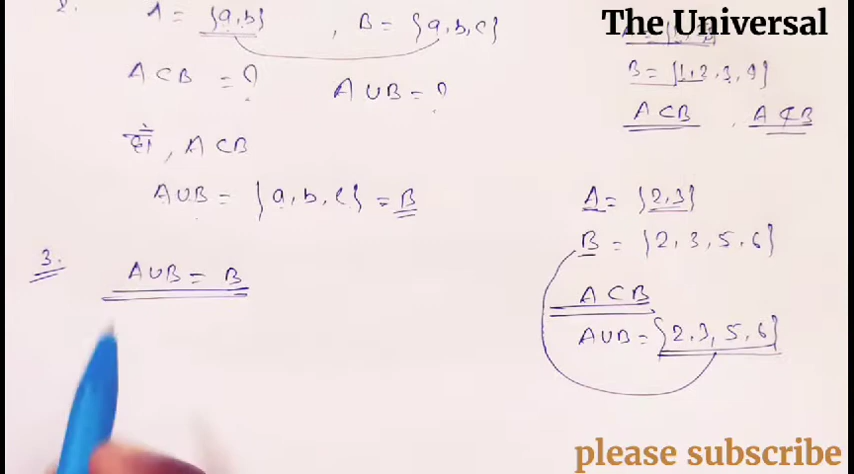 The Universal
2. A = {a,b} , B = {a,b,c}
A ⊂ B = ? A ∪ B = ?
हाँ, A ⊂ B
A ∪ B = {a, b, c} = B
3. A ∪ B = B
B = {1,2,3,4}
A ⊂ B , A ⊄ B
A = {2,3}
B = {2, 3, 5, 6}
A ⊂ B
A ∪ B = {2,3, 5, 6}
please subscribe